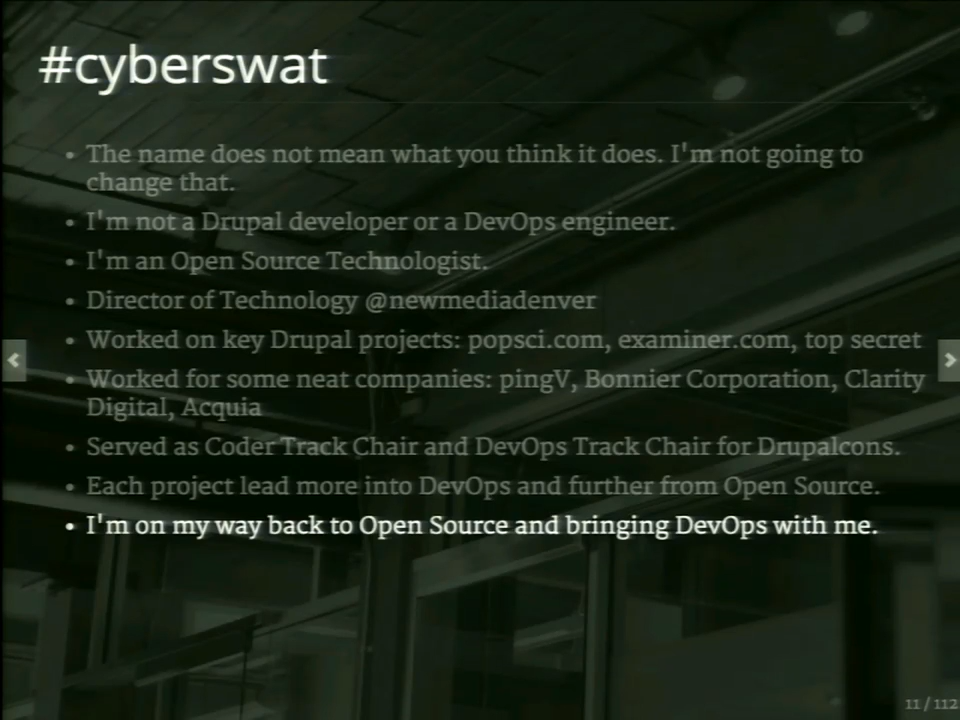 #cyberswat
• The name does not mean what you think it does. I'm not going to
change that.
• I'm not a Drupal developer or a DevOps engineer.
• I'm an Open Source Technologist.
• Director of Technology @newmediadenver
• Worked on key Drupal projects: popsci.com, examiner.com, top secret
• Worked for some neat companies: pingV, Bonnier Corporation, Clarity
Digital, Acquia
• Served as Coder Track Chair and DevOps Track Chair for Drupalcons.
• Each project lead more into DevOps and further from Open Source.
• I'm on my way back to Open Source and bringing DevOps with me.
11 / 112